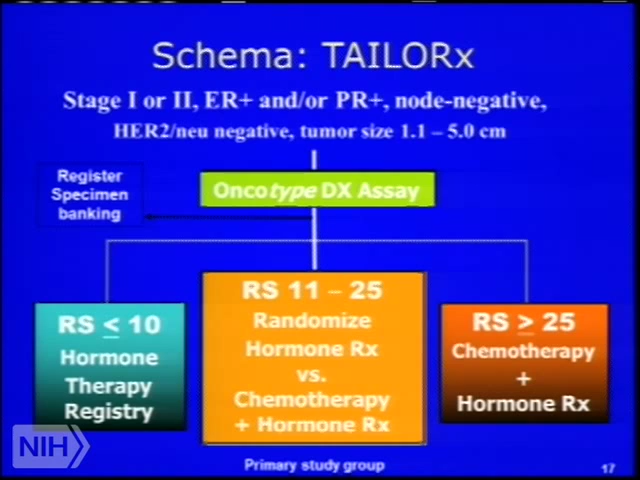 Schema: TAILORx
Stage I or II, ER+ and/or PR+, node-negative,
HER2/neu negative, tumor size 1.1 – 5.0 cm
Register
Specimen
banking
Oncotype DX Assay
RS ≤ 10
Hormone
Therapy
Registry
RS 11 – 25
Randomize
Hormone Rx
vs.
Chemotherapy
+ Hormone Rx
RS ≥ 25
Chemotherapy
+
Hormone Rx
NIH
Primary study group
17